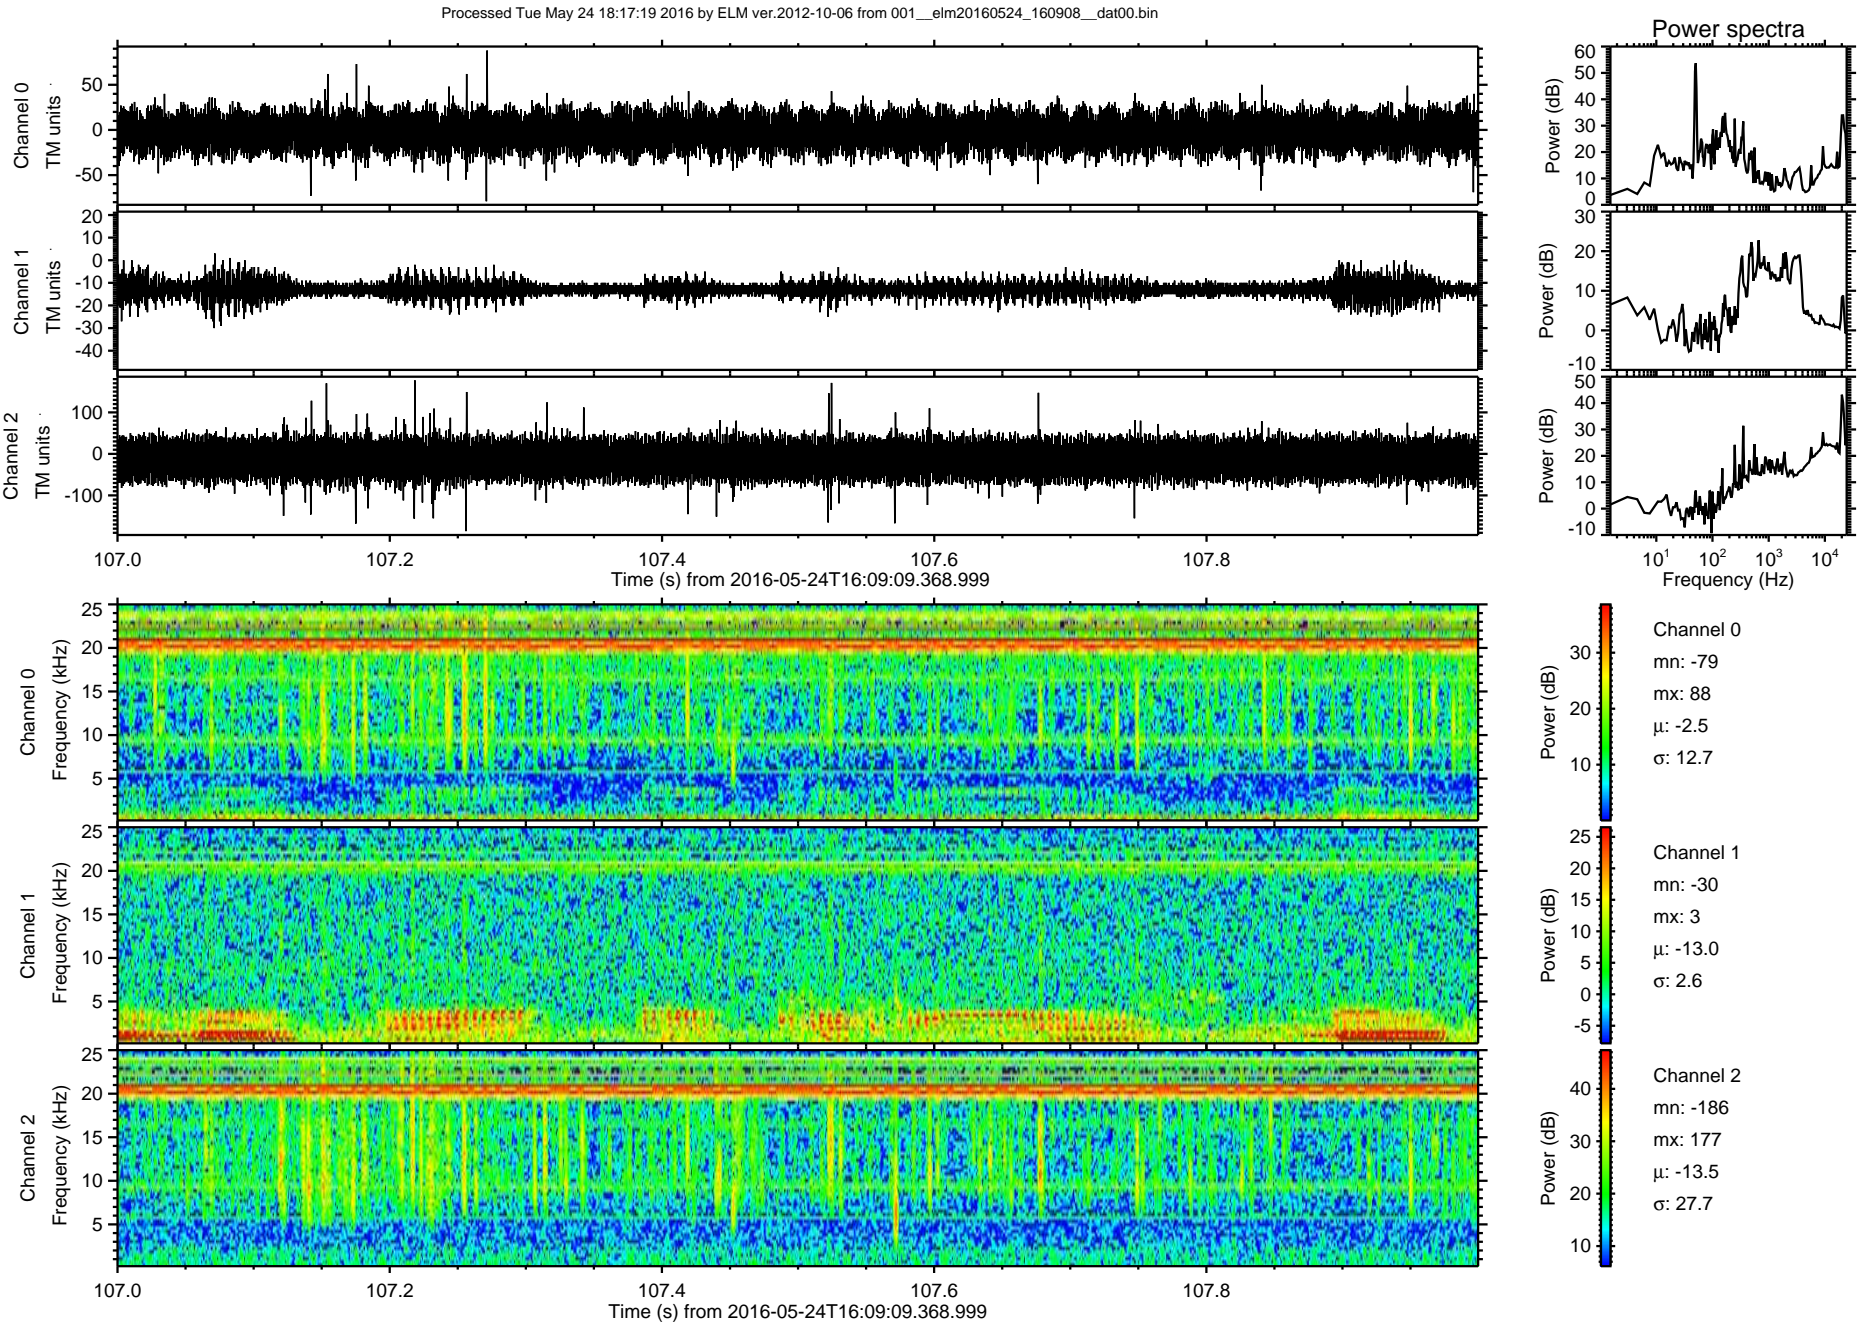 Processed Tue May 24 18:17:19 2016 by ELM ver.2012-10-06 from 001__elm20160524_160908__dat00.bin
Power spectra
Channel 0
TM units
50
0
-50
Power (dB)
60
50
40
30
20
10
0
Channel 1
TM units
20
10
0
-10
-20
-30
-40
Power (dB)
30
20
10
0
-10
Channel 2
TM units
100
0
-100
Power (dB)
50
40
30
20
10
0
-10
107.0 107.2 107.4 107.6 107.8
Time (s) from 2016-05-24T16:09:09.368.999
10^1 10^2 10^3 10^4
Frequency (Hz)
Channel 0
Frequency (kHz)
25
20
15
10
5
Power (dB)
30
20
10
Channel 0
mn: -79
mx: 88
μ: -2.5
σ: 12.7
Channel 1
Frequency (kHz)
25
20
15
10
5
Power (dB)
25
20
15
10
5
0
-5
Channel 1
mn: -30
mx: 3
μ: -13.0
σ: 2.6
Channel 2
Frequency (kHz)
25
20
15
10
5
Power (dB)
40
30
20
10
Channel 2
mn: -186
mx: 177
μ: -13.5
σ: 27.7
107.0 107.2 107.4 107.6 107.8
Time (s) from 2016-05-24T16:09:09.368.999